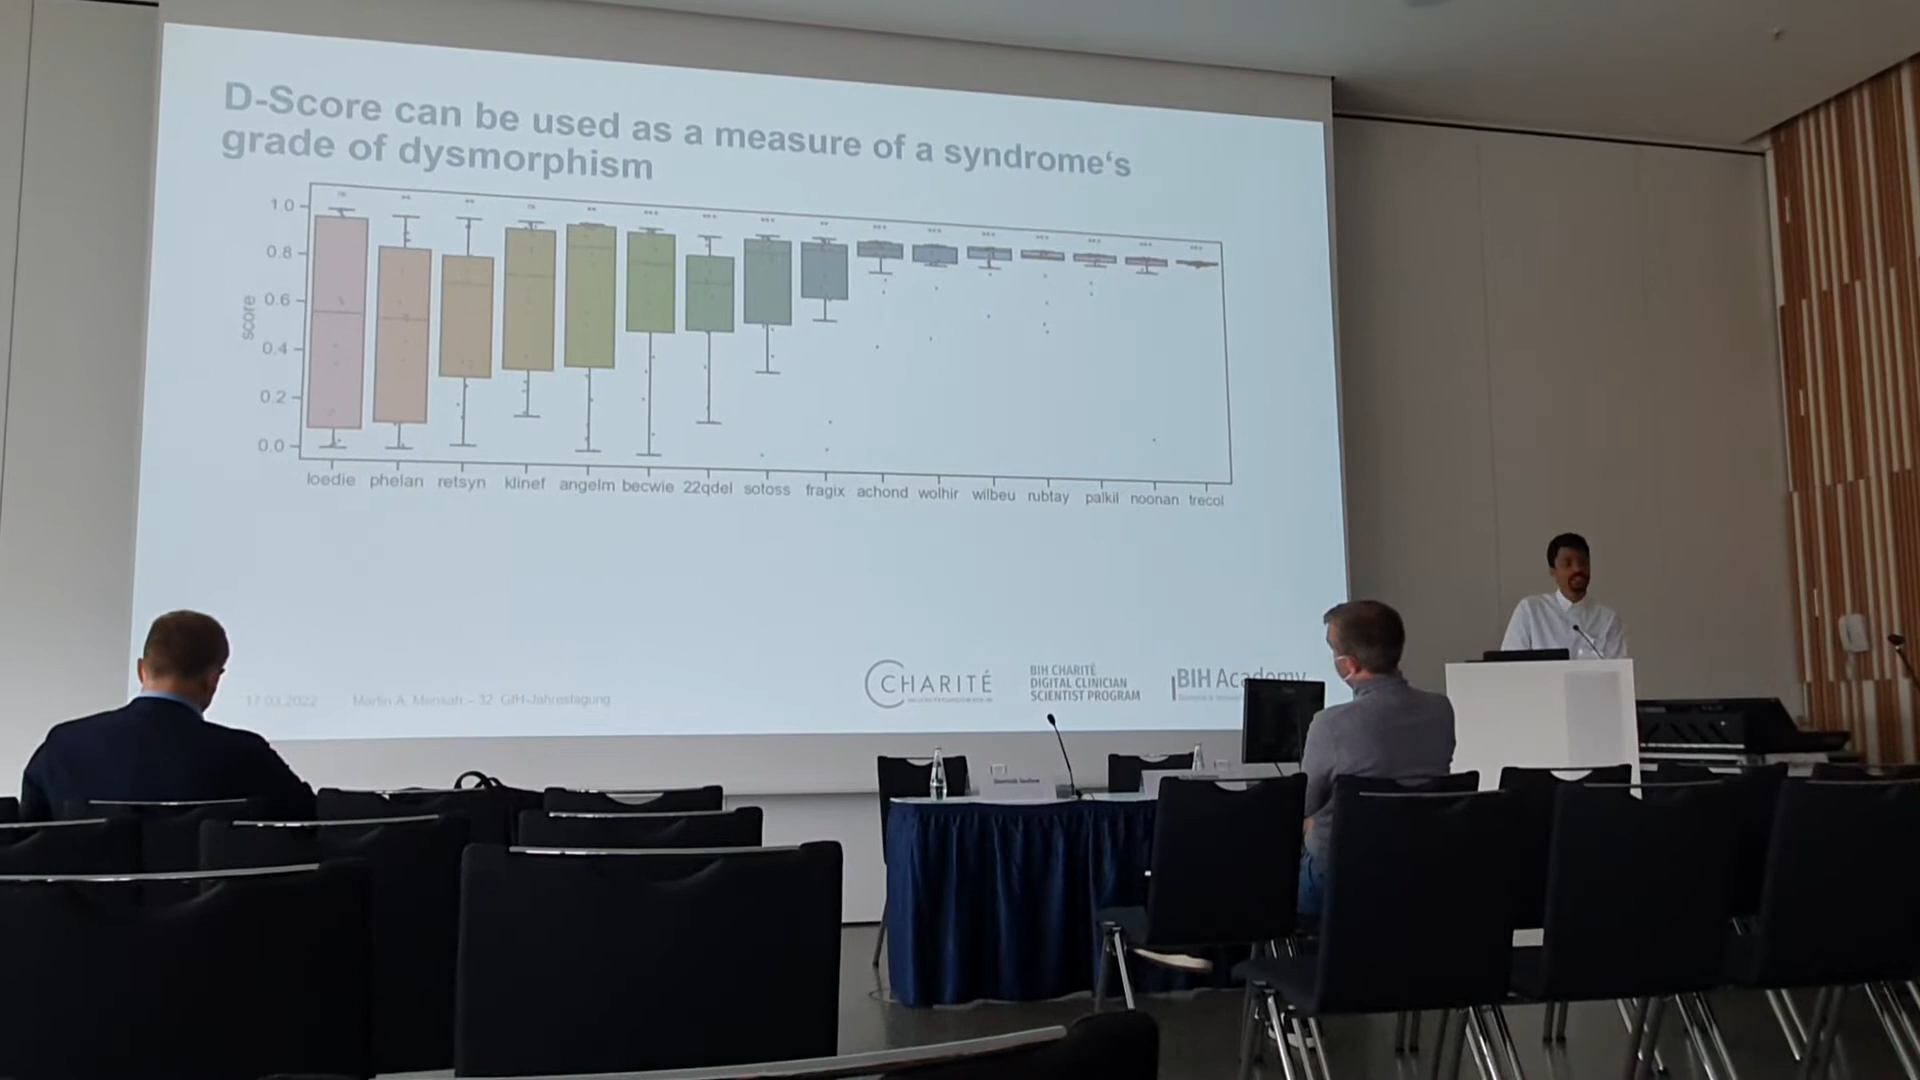 D-Score can be used as a measure of a syndrome‘s
grade of dysmorphism
1.0
0.8
0.6
0.4
0.2
0.0
score
loedie phelan retsyn klinef angelm becwie 22qdel sotoss fragix achond wolhir wilbeu rubtay palkil noonan trecol
17.03.2022 Martin A. Mensah – 32. GfH-Jahrestagung
CHARITÉ
BIH CHARITÉ
DIGITAL CLINICIAN
SCIENTIST PROGRAM
BIH Academy